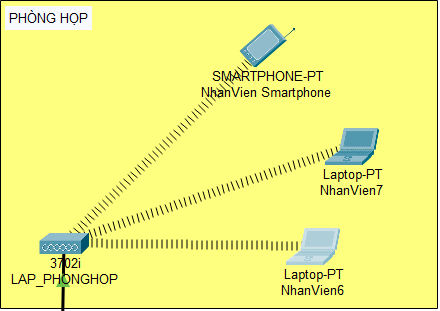 PHÒNG HỌP
SMARTPHONE-PT
NhanVien Smartphone
Laptop-PT
NhanVien7
3702i
LAP_PHONGHOP
Laptop-PT
NhanVien6